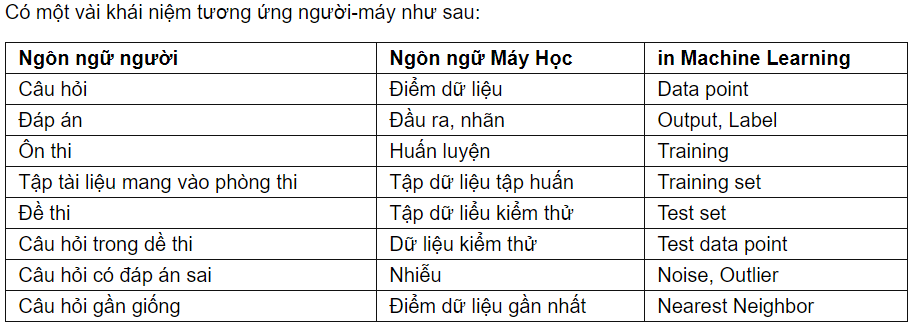 Có một vài khái niệm tương ứng người-máy như sau:
Ngôn ngữ người Ngôn ngữ Máy Học in Machine Learning
Câu hỏi Điểm dữ liệu Data point
Đáp án Đầu ra, nhãn Output, Label
Ôn thi Huấn luyện Training
Tập tài liệu mang vào phòng thi Tập dữ liệu tập huấn Training set
Đề thi Tập dữ liểu kiểm thử Test set
Câu hỏi trong dề thi Dữ liệu kiểm thử Test data point
Câu hỏi có đáp án sai Nhiễu Noise, Outlier
Câu hỏi gần giống Điểm dữ liệu gần nhất Nearest Neighbor